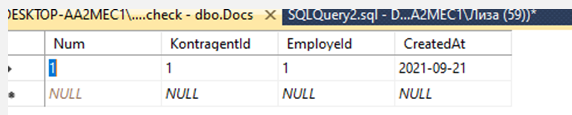 DESKTOP-AA2MEC1\....check - dbo.Docs SQLQuery2.sql - D...A2MEC1\Лиза (59))*
Num KontragentId EmployeId CreatedAt
1 1 1 2021-09-21
NULL NULL NULL NULL